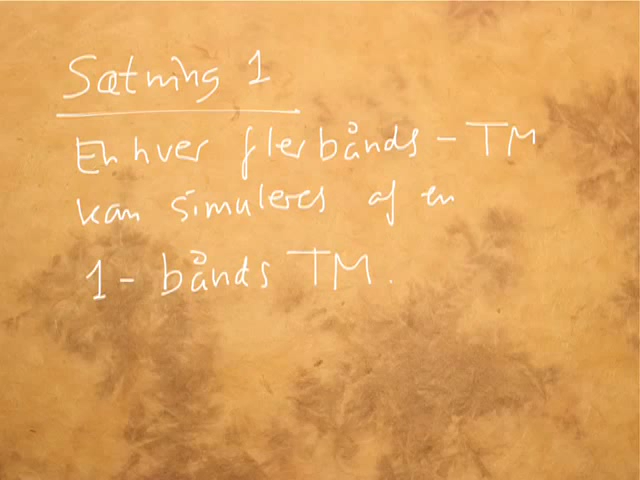 Sætning 1
Enhver flerbånds-TM
kan simuleres af en
1-bånds TM.